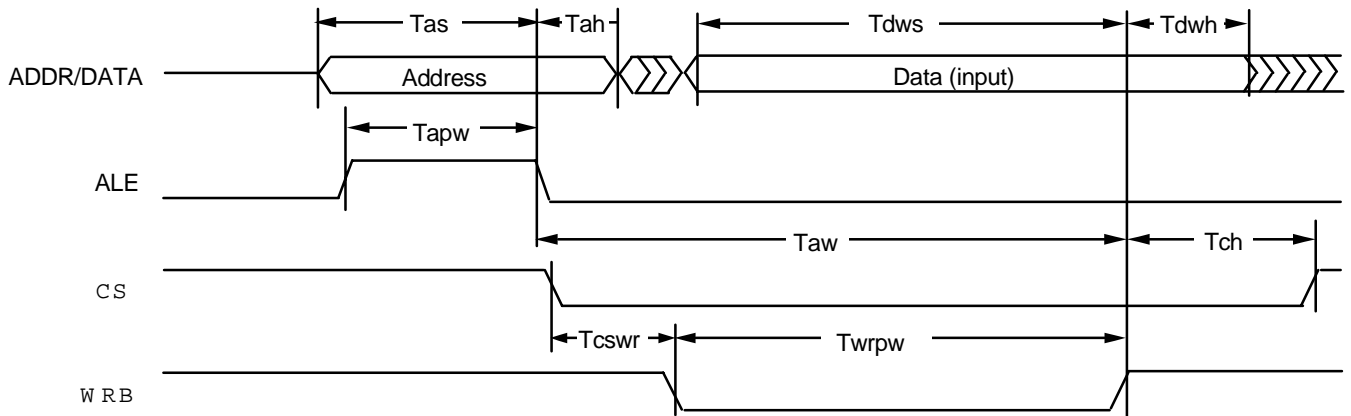 Tas Tah Tdws Tdwh
ADDR/DATA Address Data (input)
Tapw
ALE
Taw Tch
CS
Tcswr Twrpw
WRB